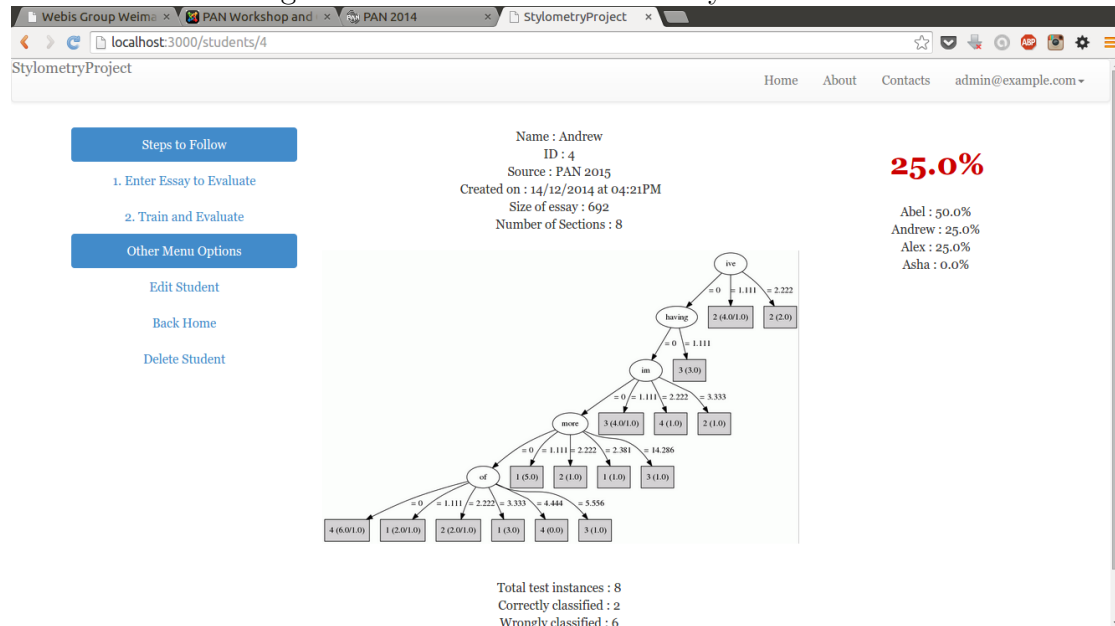 Webis Group Weima
PAN Workshop and
PAN 2014
StylometryProject
localhost:3000/students/4
ABP
StylometryProject
Home
About
Contacts
admin@example.com
Steps to Follow
1. Enter Essay to Evaluate
2. Train and Evaluate
Other Menu Options
Edit Student
Back Home
Delete Student
Name : Andrew
ID : 4
Source : PAN 2015
Created on : 14/12/2014 at 04:21PM
Size of essay : 692
Number of Sections : 8
ive
= 0 = 1.111 = 2.222
having 2 (4.0/1.0) 2 (2.0)
= 0 = 1.111
im 3 (3.0)
= 0 = 1.111 = 2.222 = 3.333
more 3 (4.0/1.0) 4 (1.0) 2 (1.0)
= 0 = 1.111 = 2.222 = 2.381 = 14.286
of 1 (5.0) 2 (1.0) 1 (1.0) 3 (1.0)
= 0 = 1.111 = 2.222 = 3.333 = 4.444 = 5.556
4 (6.0/1.0) 1 (2.0/1.0) 2 (2.0/1.0) 1 (3.0) 4 (0.0) 3 (1.0)
Total test instances : 8
Correctly classified : 2
Wrongly classified : 6
25.0%
Abel : 50.0%
Andrew : 25.0%
Alex : 25.0%
Asha : 0.0%